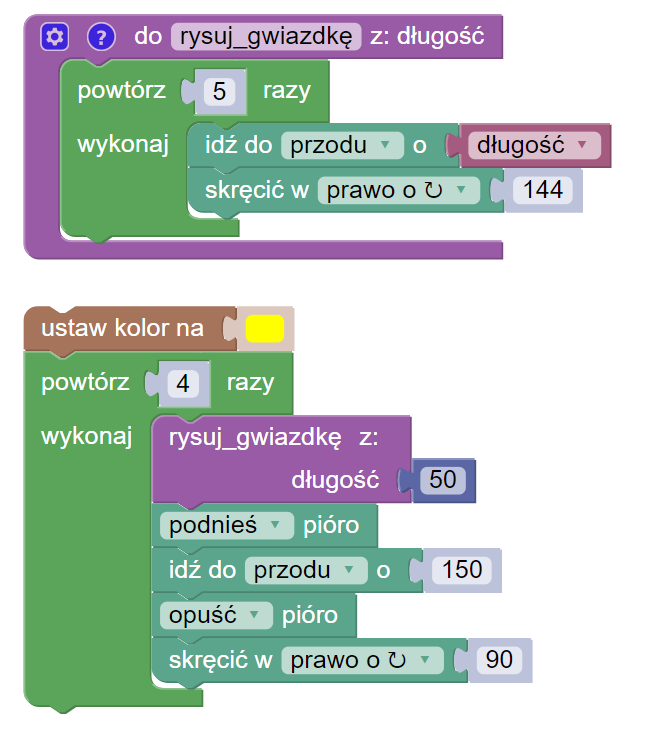 ? do rysuj_gwiazdkę z: długość
powtórz 5 razy
wykonaj idź do przodu o długość
skręcić w prawo o ↻ 144
ustaw kolor na
powtórz 4 razy
wykonaj rysuj_gwiazdkę z:
długość 50
podnieś pióro
idź do przodu o 150
opuść pióro
skręcić w prawo o ↻ 90